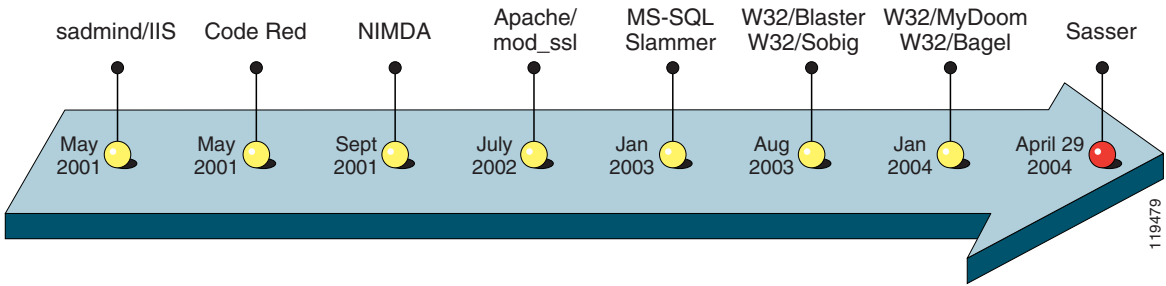 sadmind/IIS
Code Red
NIMDA
Apache/
mod_ssl
MS-SQL
Slammer
W32/Blaster
W32/Sobig
W32/MyDoom
W32/Bagel
Sasser
May
2001
May
2001
Sept
2001
July
2002
Jan
2003
Aug
2003
Jan
2004
April 29
2004
119479